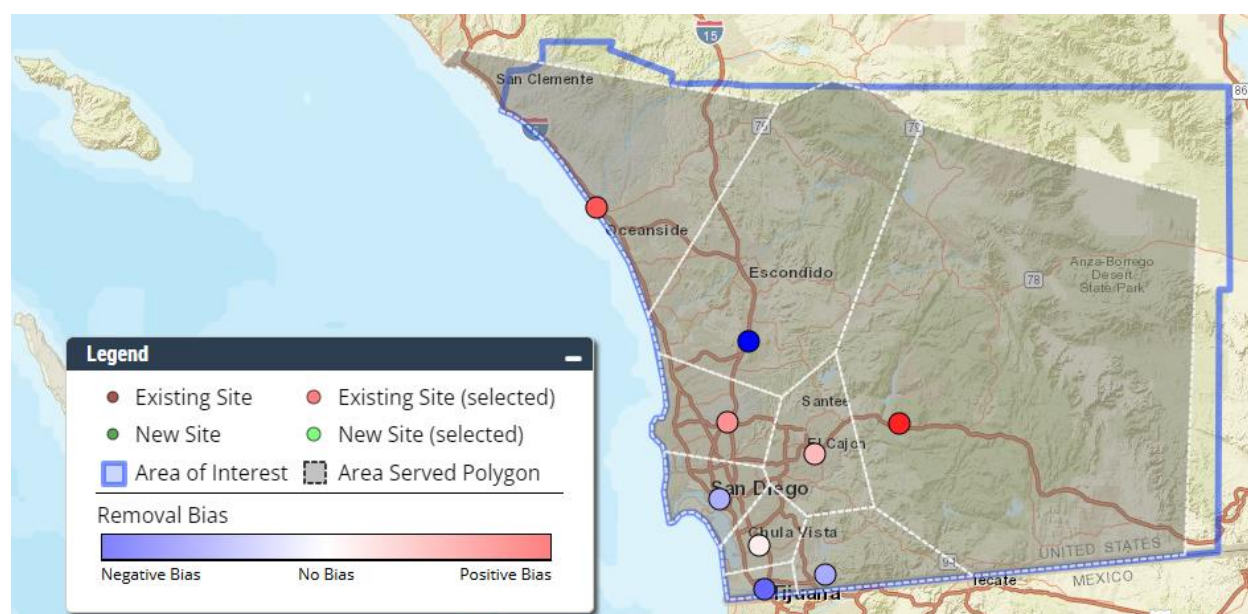 15
San Clemente
86
5
76
79
Oceanside
Escondido
Anza-Borrego
Desert
State Park
78
Legend
Existing Site Existing Site (selected)
New Site New Site (selected)
Area of Interest Area Served Polygon
Removal Bias
Negative Bias No Bias Positive Bias
Santee
El Cajon
San Diego
Chula Vista
UNITED STATES
94
MEXICO
Tecate
Tijuana